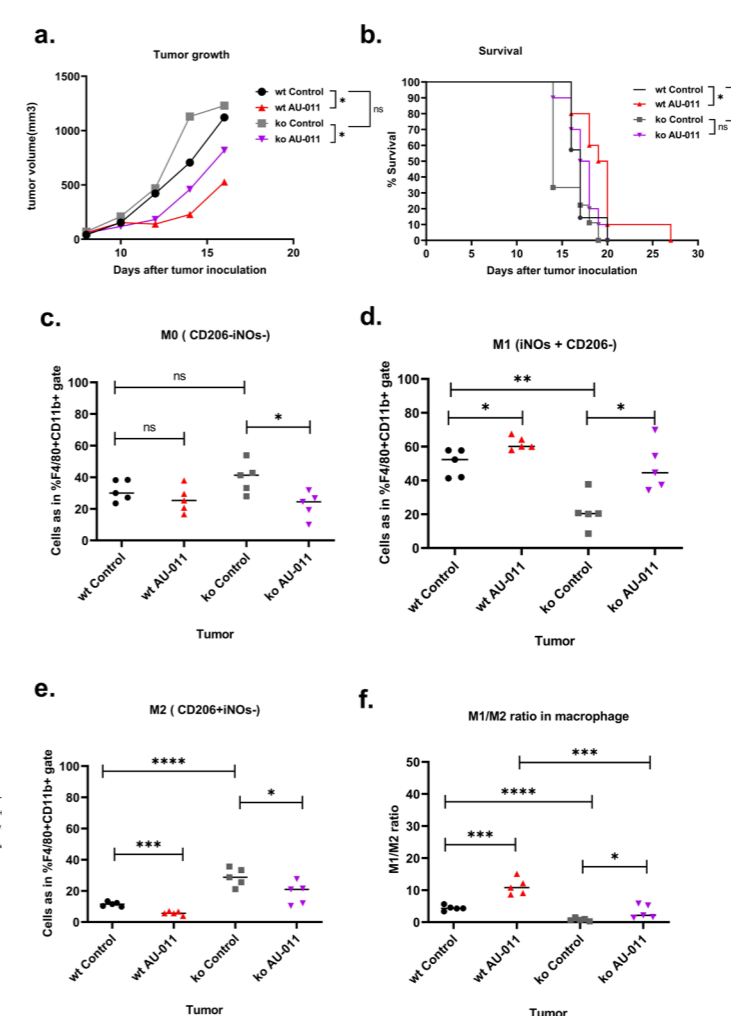 a.
Tumor growth
tumor volume(mm3)
1500
1000
500
0
10
15
20
Days after tumor inoculation
wt Control
wt AU-011
ko Control
ko AU-011
*
*
ns
b.
Survival
% Survival
100
90
80
70
60
50
40
30
20
10
0
0
5
10
15
20
25
30
Days after tumor inoculation
wt Control
wt AU-011
ko Control
ko AU-011
*
ns
c.
M0 ( CD206-iNOs-)
Cells as in %F4/80+CD11b+ gate
100
80
60
40
20
0
ns
ns
*
wt Control
wt AU-011
ko Control
ko AU-011
Tumor
d.
M1 (iNOs + CD206-)
Cells as in %F4/80+CD11b+ gate
100
80
60
40
20
0
**
*
*
wt Control
wt AU-011
ko Control
ko AU-011
Tumor
e.
M2 ( CD206+iNOs-)
Cells as in %F4/80+CD11b+ gate
100
80
60
40
20
0
****
***
*
wt Control
wt AU-011
ko Control
ko AU-011
Tumor
f.
M1/M2 ratio in macrophage
M1/M2 ratio
50
40
30
20
10
0
***
****
***
*
wt Control
wt AU-011
ko Control
ko AU-011
Tumor